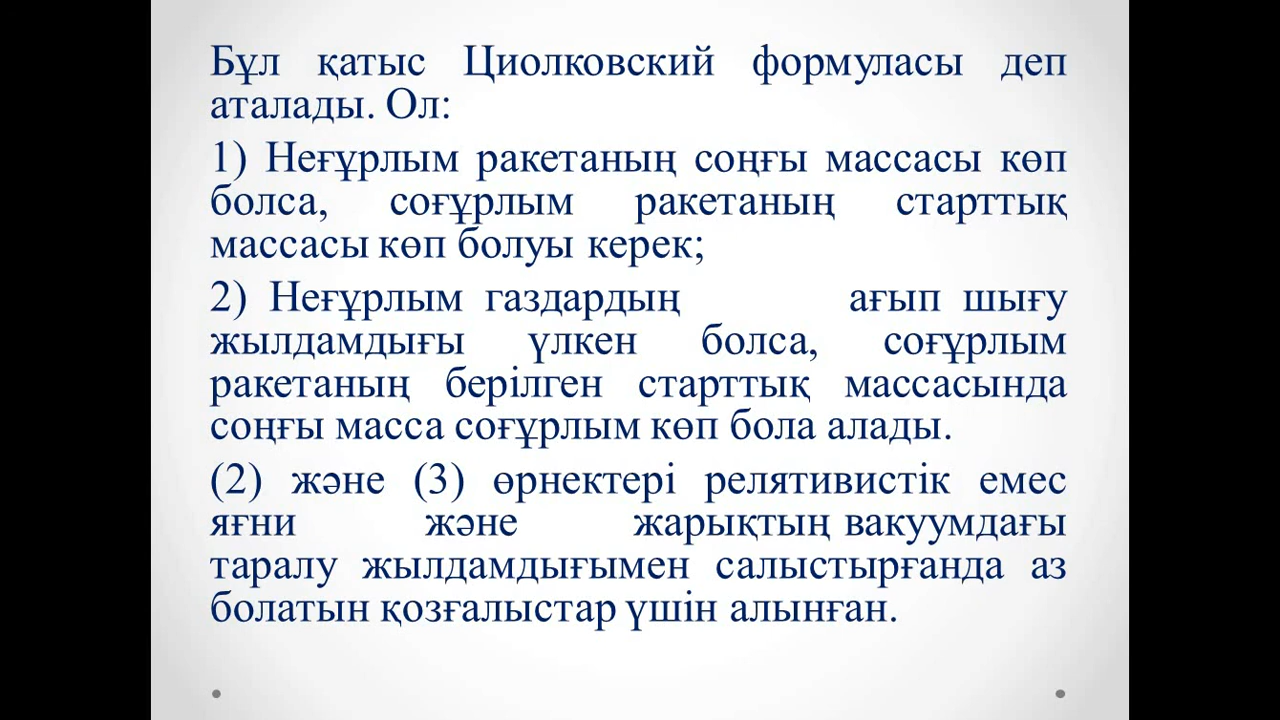 Бұл қатыс Циолковский формуласы деп
аталады. Ол:
1) Неғұрлым ракетаның соңғы массасы көп
болса, соғұрлым ракетаның старттық
массасы көп болуы керек;
2) Неғұрлым газдардың ағып шығу
жылдамдығы үлкен болса, соғұрлым
ракетаның берілген старттық массасында
соңғы масса соғұрлым көп бола алады.
(2) және (3) өрнектері релятивистік емес
яғни және жарықтың вакуумдағы
таралу жылдамдығымен салыстырғанда аз
болатын қозғалыстар үшін алынған.